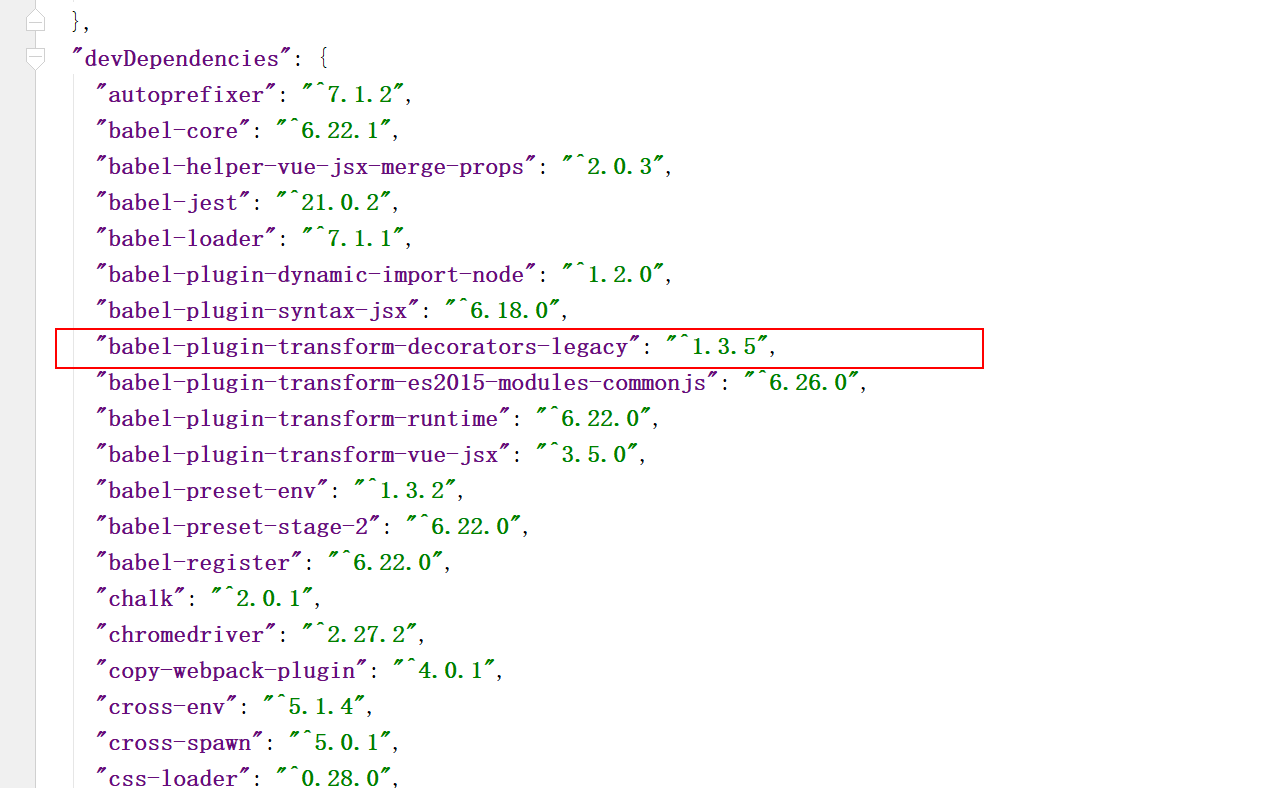 },
"devDependencies": {
"autoprefixer": "^7.1.2",
"babel-core": "^6.22.1",
"babel-helper-vue-jsx-merge-props": "^2.0.3",
"babel-jest": "^21.0.2",
"babel-loader": "^7.1.1",
"babel-plugin-dynamic-import-node": "^1.2.0",
"babel-plugin-syntax-jsx": "^6.18.0",
"babel-plugin-transform-decorators-legacy": "^1.3.5",
"babel-plugin-transform-es2015-modules-commonjs": "^6.26.0",
"babel-plugin-transform-runtime": "^6.22.0",
"babel-plugin-transform-vue-jsx": "^3.5.0",
"babel-preset-env": "^1.3.2",
"babel-preset-stage-2": "^6.22.0",
"babel-register": "^6.22.0",
"chalk": "^2.0.1",
"chromedriver": "^2.27.2",
"copy-webpack-plugin": "^4.0.1",
"cross-env": "^5.1.4",
"cross-spawn": "^5.0.1",
"css-loader": "^0.28.0",